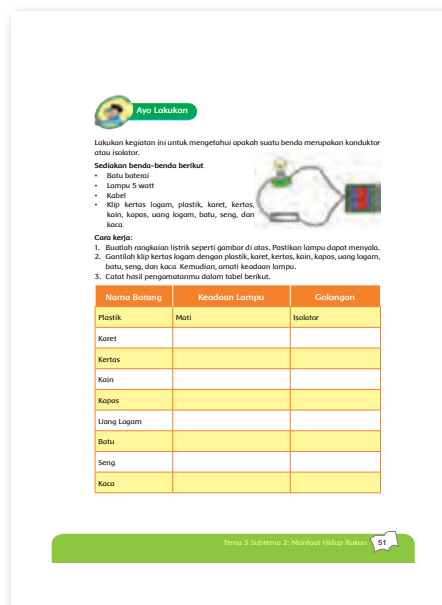 Ayo Lakukan
Lakukan kegiatan ini untuk mengetahui apakah suatu benda merupakan konduktor
atau isolator.
Sediakan benda-benda berikut.
• Batu baterai
• Lampu 5 watt
• Kabel
• Klip kertas logam, plastik, karet, kertas,
kain, kapas, uang logam, batu, seng, dan
kaca.
Cara kerja:
1. Buatlah rangkaian listrik seperti gambar di atas. Pastikan lampu dapat menyala.
2. Gantilah klip kertas logam dengan plastik, karet, kertas, kain, kapas, uang logam,
batu, seng, dan kaca. Kemudian, amati keadaan lampu.
3. Catat hasil pengamatanmu dalam tabel berikut.
Nama Barang Keadaan Lampu Golongan
Plastik Mati Isolator
Karet
Kertas
Kain
Kapas
Uang Logam
Batu
Seng
Kaca
Tema 3 Subtema 2: Manfaat Hidup Rukun 51